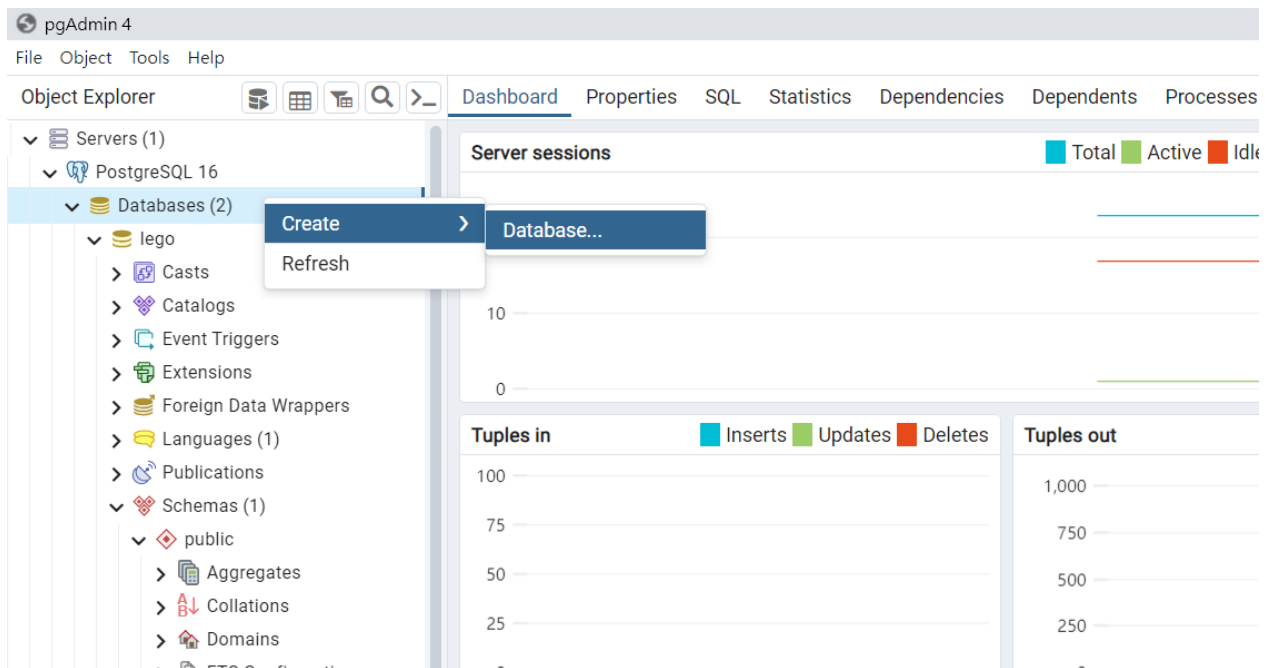 pgAdmin 4
File Object Tools Help
Object Explorer
Dashboard Properties SQL Statistics Dependencies Dependents Processes
Servers (1)
PostgreSQL 16
Databases (2)
lego
Casts
Catalogs
Event Triggers
Extensions
Foreign Data Wrappers
Languages (1)
Publications
Schemas (1)
public
Aggregates
Collations
Domains
Create
Refresh
Database...
Server sessions
Total Active Idle
10
0
Tuples in
Inserts Updates Deletes
100
75
50
25
Tuples out
1,000
750
500
250